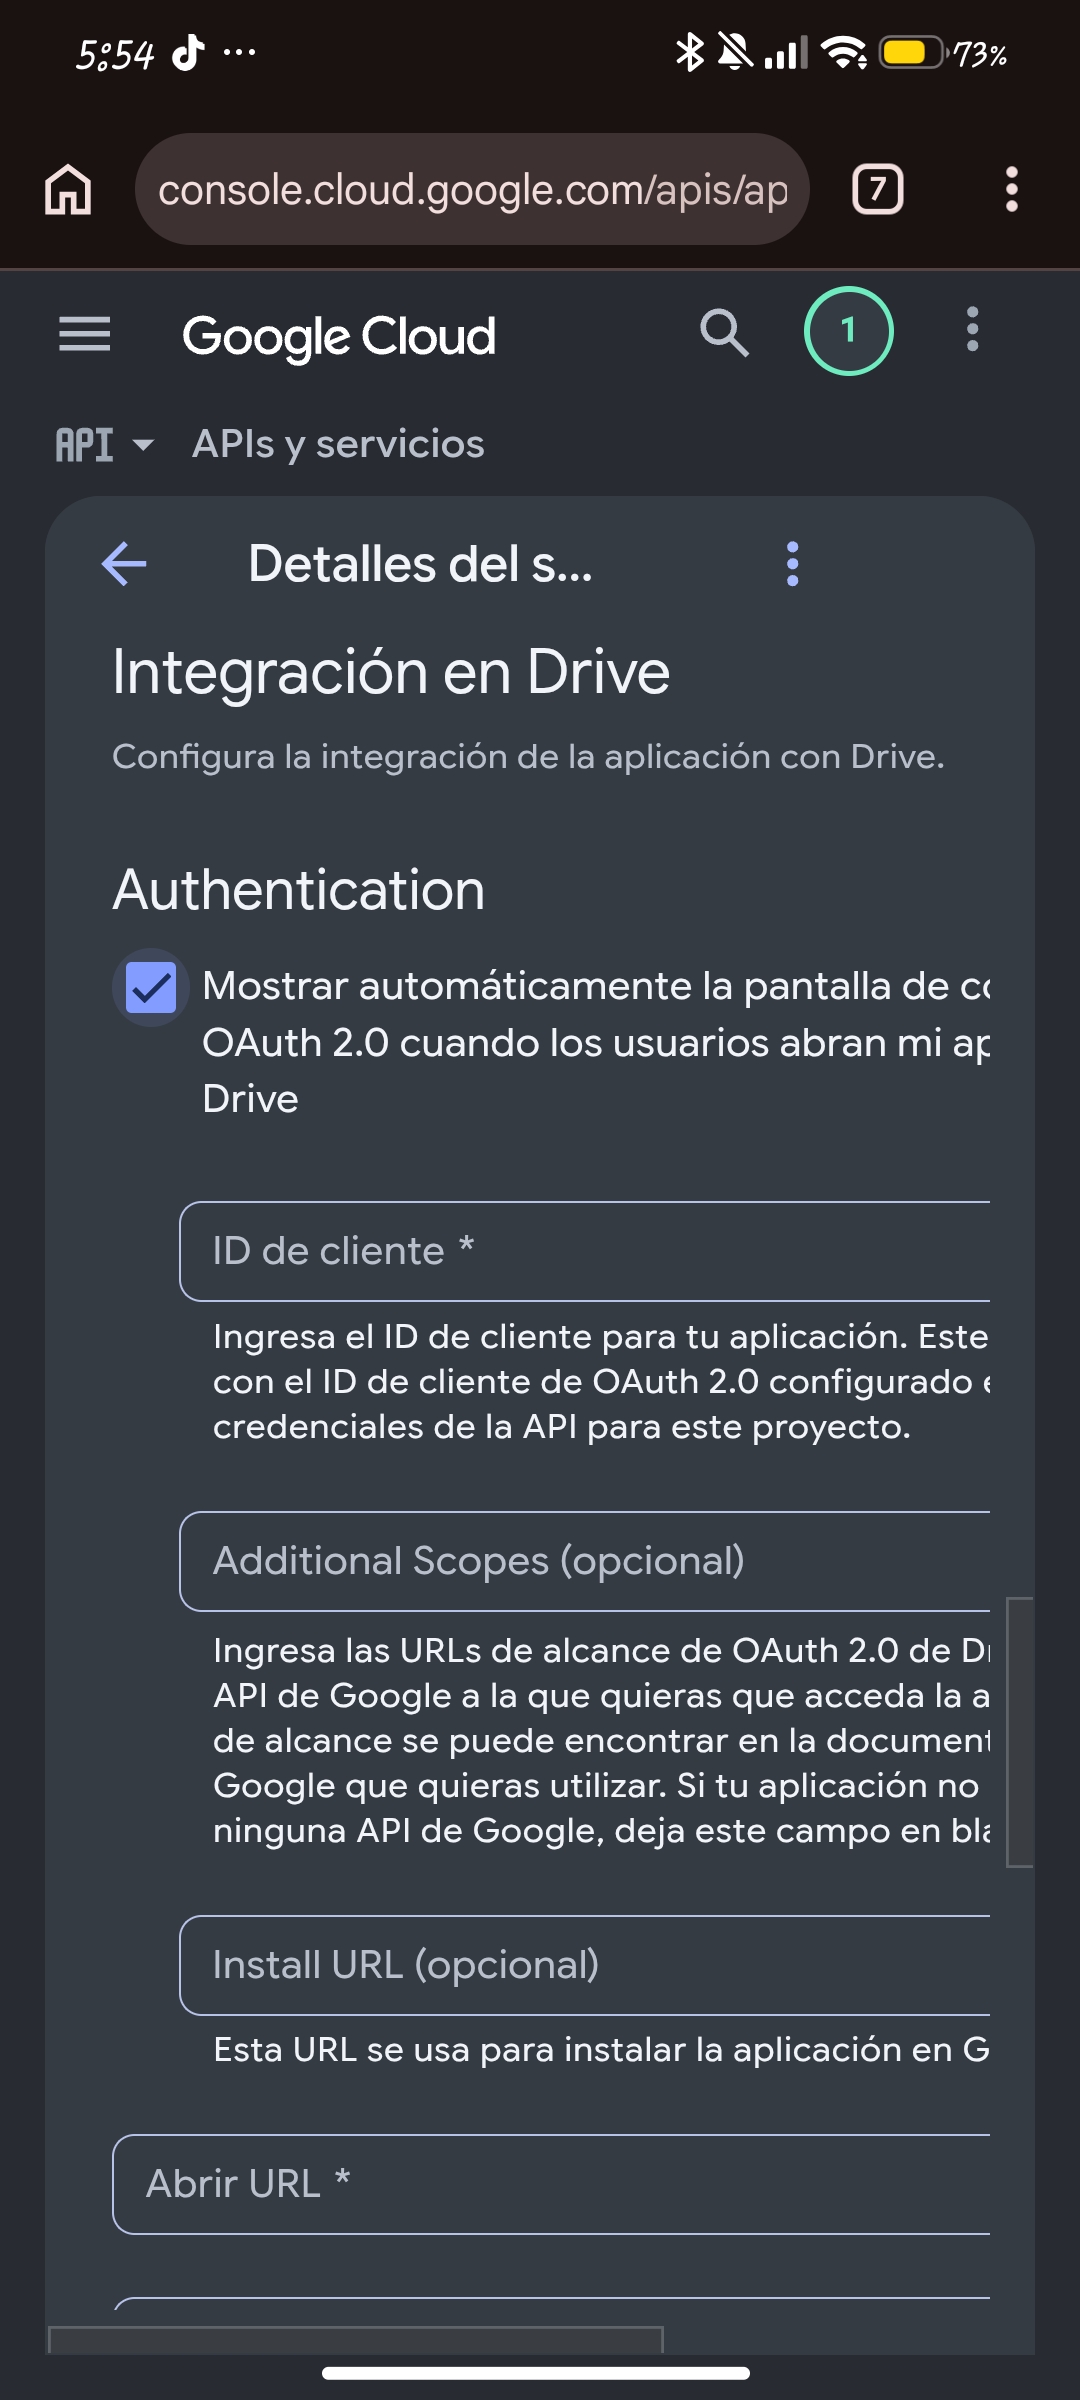 5:54 ... 73%
console.cloud.google.com/apis/ap
7
Google Cloud
1
API
APIs y servicios
Detalles del s...
Integración en Drive
Configura la integración de la aplicación con Drive.
Authentication
Mostrar automáticamente la pantalla de co
OAuth 2.0 cuando los usuarios abran mi ap
Drive
ID de cliente *
Ingresa el ID de cliente para tu aplicación. Este
con el ID de cliente de OAuth 2.0 configurado e
credenciales de la API para este proyecto.
Additional Scopes (opcional)
Ingresa las URLs de alcance de OAuth 2.0 de Dr
API de Google a la que quieras que acceda la a
de alcance se puede encontrar en la document
Google que quieras utilizar. Si tu aplicación no
ninguna API de Google, deja este campo en bla
Install URL (opcional)
Esta URL se usa para instalar la aplicación en G
Abrir URL *